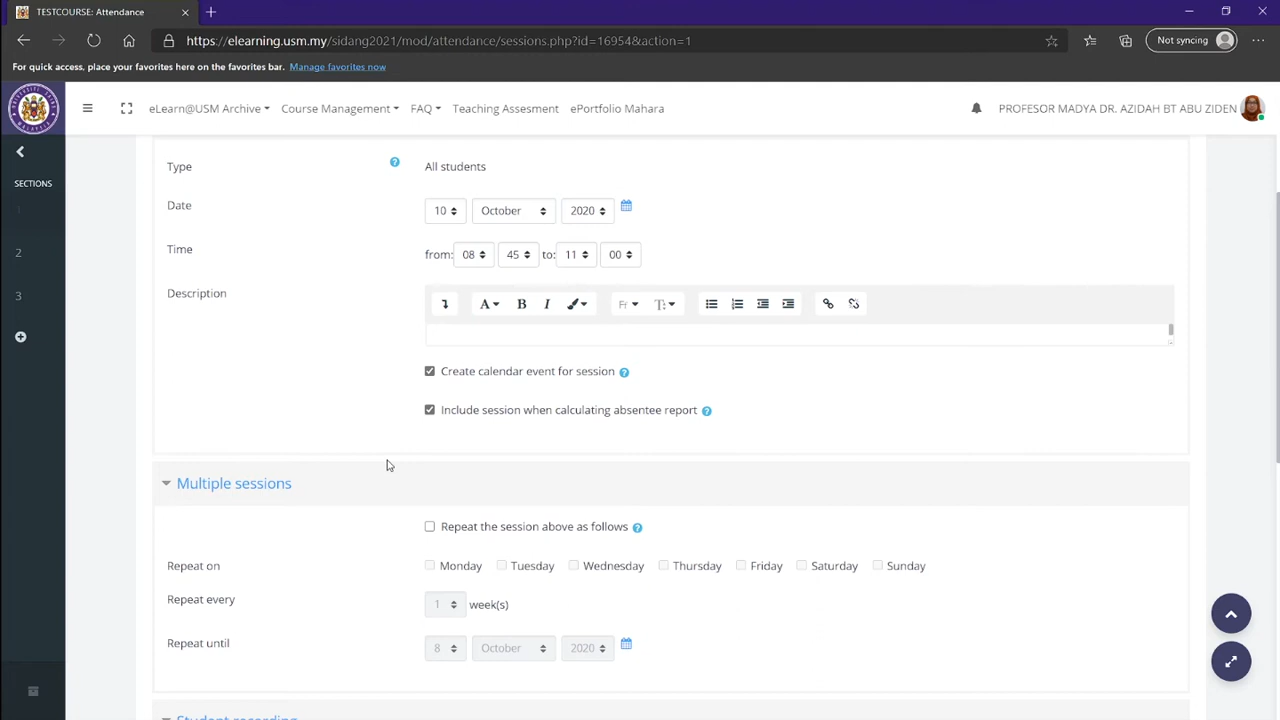 TESTCOURSE: Attendance
https://elearning.usm.my/sidang2021/mod/attendance/sessions.php?id=16954&action=1
Not syncing
For quick access, place your favorites here on the favorites bar. Manage favorites now
eLearn@USM Archive Course Management FAQ Teaching Assesment ePortfolio Mahara PROFESOR MADYA DR. AZIDAH BT ABU ZIDEN
SECTIONS
1
2
3
Type ? All students
Date 10 October 2020
Time from: 08 45 to: 11 00
Description
A B I Fr T
Create calendar event for session ?
Include session when calculating absentee report ?
Multiple sessions
Repeat the session above as follows ?
Repeat on Monday Tuesday Wednesday Thursday Friday Saturday Sunday
Repeat every 1 week(s)
Repeat until 8 October 2020
Student recording